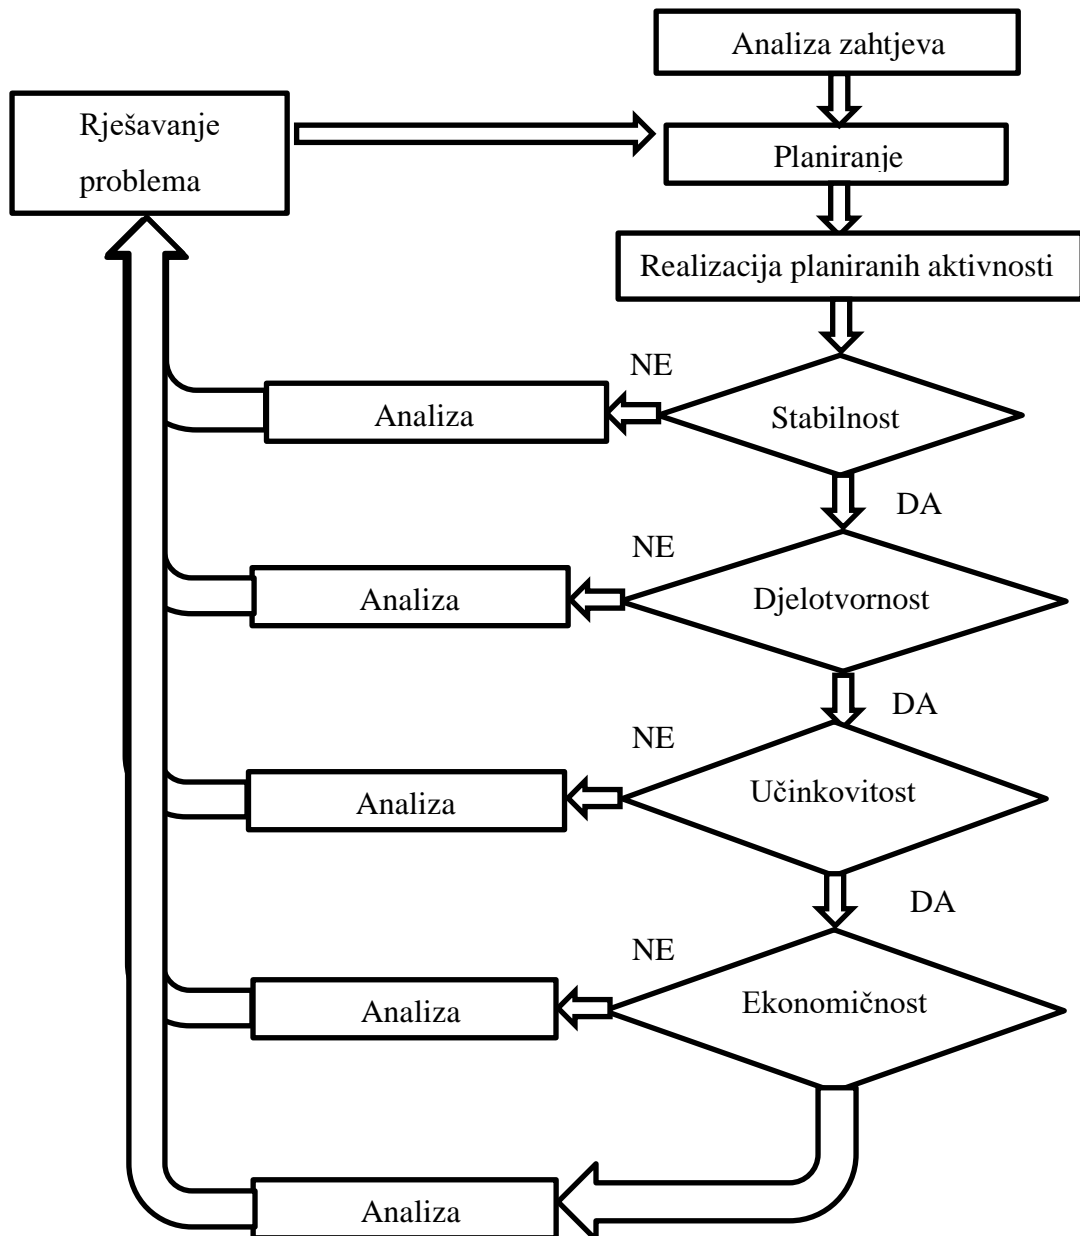 Analiza zahtjeva
Rješavanje
problema
Planiranje
Realizacija planiranih aktivnosti
NE
Analiza
Stabilnost
DA
NE
Analiza
Djelotvornost
DA
NE
Analiza
Učinkovitost
DA
NE
Analiza
Ekonomičnost
Analiza